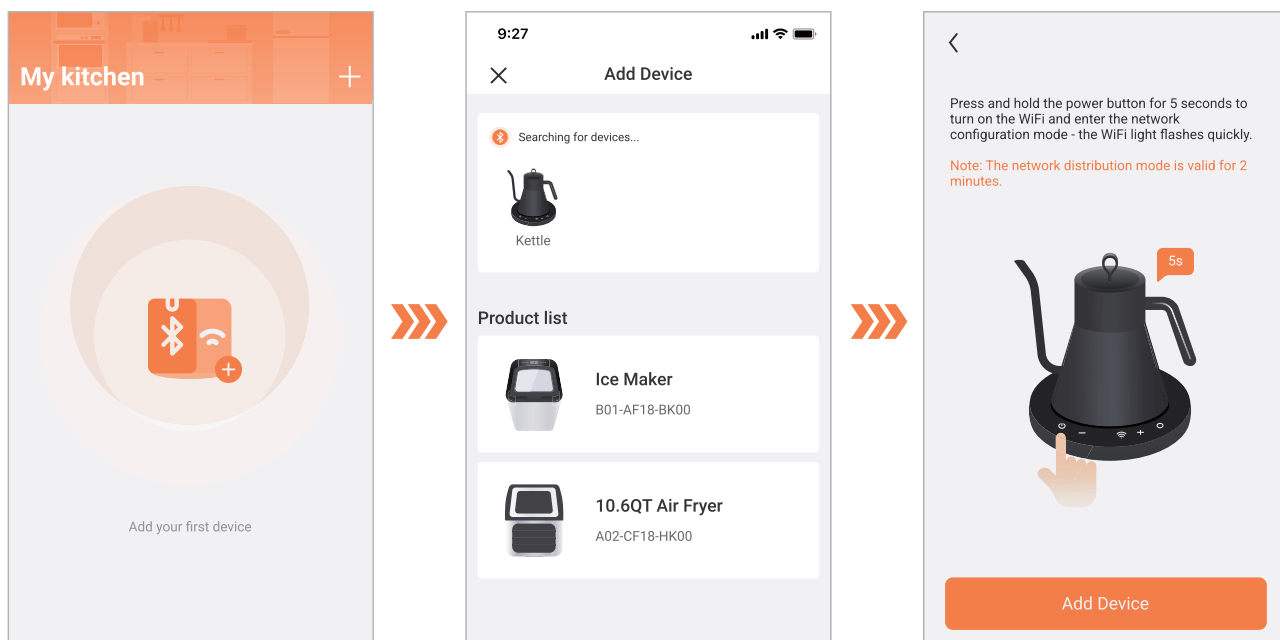 My kitchen
Add your first device
9:27
Add Device
Searching for devices...
Kettle
Product list
Ice Maker
B01-AF18-BK00
10.6QT Air Fryer
A02-CF18-HK00
Press and hold the power button for 5 seconds to
turn on the WiFi and enter the network
configuration mode - the WiFi light flashes quickly.
Note: The network distribution mode is valid for 2
minutes.
5s
Add Device